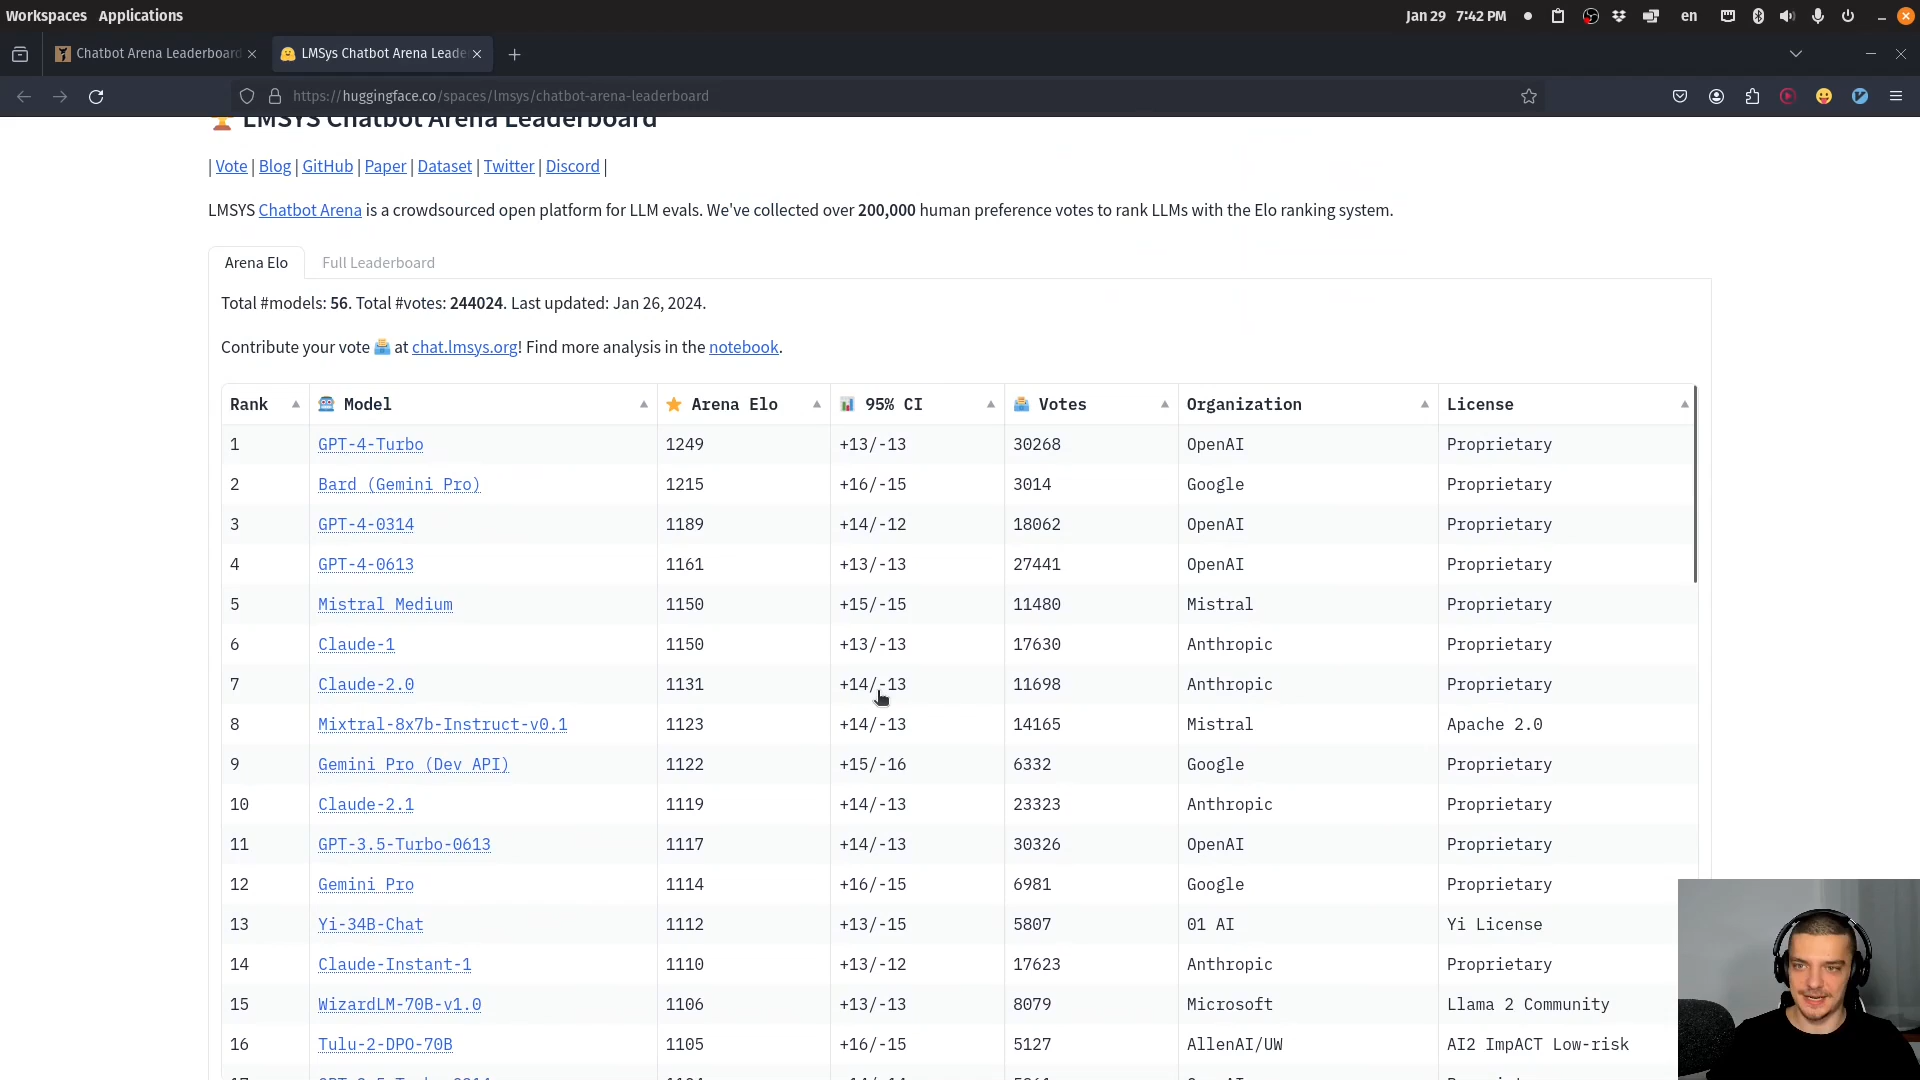 Workspaces Applications Jan 29 7:42 PM en
Chatbot Arena Leaderboard LMSys Chatbot Arena Leade
https://huggingface.co/spaces/lmsys/chatbot-arena-leaderboard
LMSYS Chatbot Arena Leaderboard
| Vote | Blog | GitHub | Paper | Dataset | Twitter | Discord |
LMSYS Chatbot Arena is a crowdsourced open platform for LLM evals. We've collected over 200,000 human preference votes to rank LLMs with the Elo ranking system.
Arena Elo Full Leaderboard
Total #models: 56. Total #votes: 244024. Last updated: Jan 26, 2024.
Contribute your vote 🗳️ at chat.lmsys.org! Find more analysis in the notebook.
Rank 🤖 Model ⭐ Arena Elo 📊 95% CI 🗳️ Votes Organization License
1 GPT-4-Turbo 1249 +13/-13 30268 OpenAI Proprietary
2 Bard (Gemini Pro) 1215 +16/-15 3014 Google Proprietary
3 GPT-4-0314 1189 +14/-12 18062 OpenAI Proprietary
4 GPT-4-0613 1161 +13/-13 27441 OpenAI Proprietary
5 Mistral Medium 1150 +15/-15 11480 Mistral Proprietary
6 Claude-1 1150 +13/-13 17630 Anthropic Proprietary
7 Claude-2.0 1131 +14/-13 11698 Anthropic Proprietary
8 Mixtral-8x7b-Instruct-v0.1 1123 +14/-13 14165 Mistral Apache 2.0
9 Gemini Pro (Dev API) 1122 +15/-16 6332 Google Proprietary
10 Claude-2.1 1119 +14/-13 23323 Anthropic Proprietary
11 GPT-3.5-Turbo-0613 1117 +14/-13 30326 OpenAI Proprietary
12 Gemini Pro 1114 +16/-15 6981 Google Proprietary
13 Yi-34B-Chat 1112 +13/-15 5807 01 AI Yi License
14 Claude-Instant-1 1110 +13/-12 17623 Anthropic Proprietary
15 WizardLM-70B-v1.0 1106 +13/-13 8079 Microsoft Llama 2 Community
16 Tulu-2-DPO-70B 1105 +16/-15 5127 AllenAI/UW AI2 ImpACT Low-risk